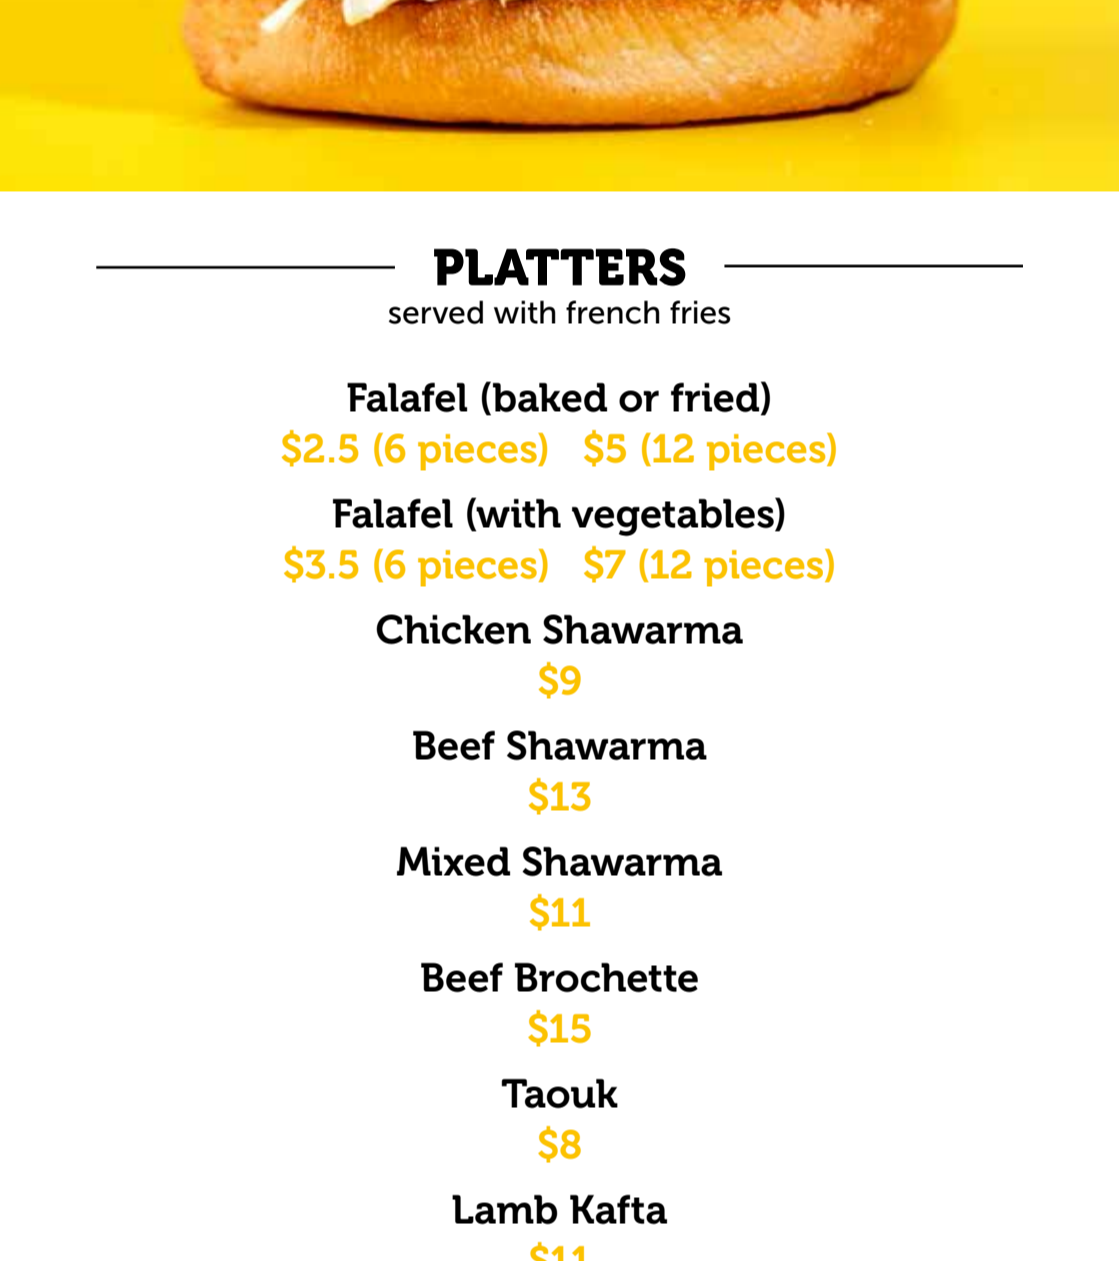 PLATTERS
served with french fries
Falafel (baked or fried)
$2.5 (6 pieces) $5 (12 pieces)
Falafel (with vegetables)
$3.5 (6 pieces) $7 (12 pieces)
Chicken Shawarma
$9
Beef Shawarma
$13
Mixed Shawarma
$11
Beef Brochette
$15
Taouk
$8
Lamb Kafta
$11